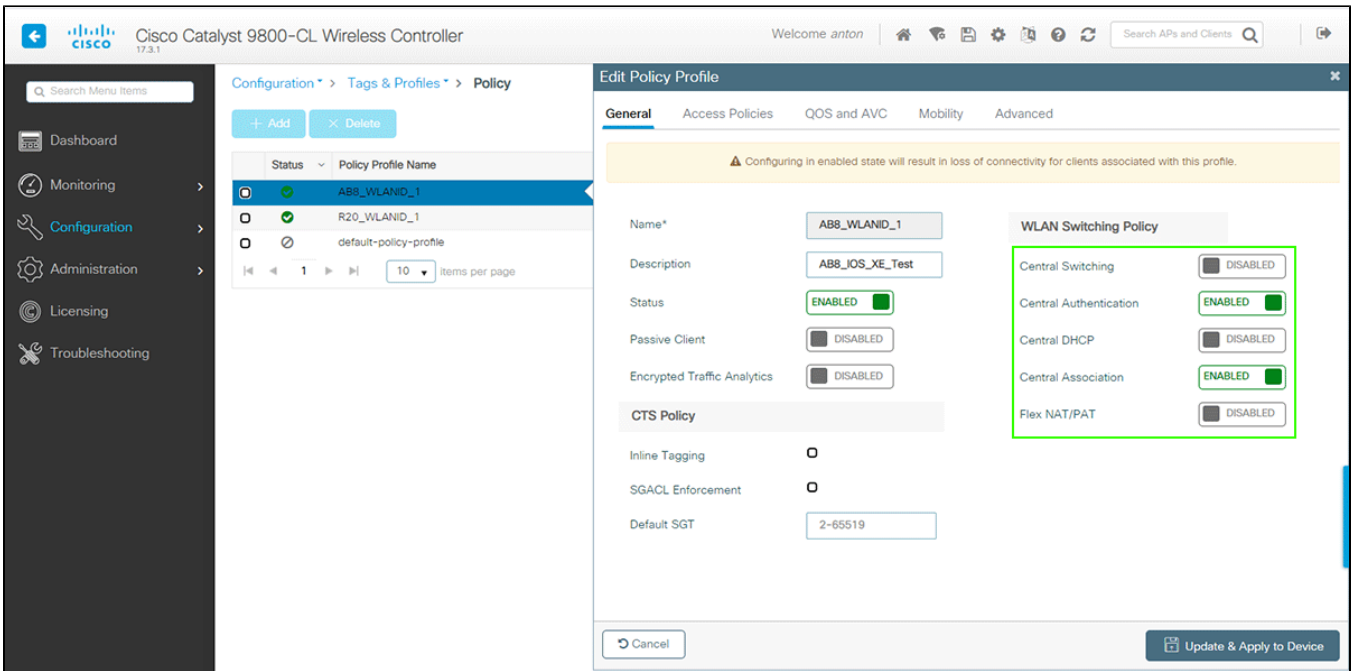 CISCO
Cisco Catalyst 9800-CL Wireless Controller
17.3.1
Welcome anton
Search APs and Clients
Search Menu Items
Dashboard
Monitoring
Configuration
Administration
Licensing
Troubleshooting
Configuration > Tags & Profiles > Policy
+ Add
× Delete
Status Policy Profile Name
AB8_WLANID_1
R20_WLANID_1
default-policy-profile
1 10 items per page
Edit Policy Profile
General Access Policies QOS and AVC Mobility Advanced
Configuring in enabled state will result in loss of connectivity for clients associated with this profile.
Name* AB8_WLANID_1
Description AB8_IOS_XE_Test
Status ENABLED
Passive Client DISABLED
Encrypted Traffic Analytics DISABLED
CTS Policy
Inline Tagging
SGACL Enforcement
Default SGT 2-65519
WLAN Switching Policy
Central Switching DISABLED
Central Authentication ENABLED
Central DHCP DISABLED
Central Association ENABLED
Flex NAT/PAT DISABLED
Cancel
Update & Apply to Device